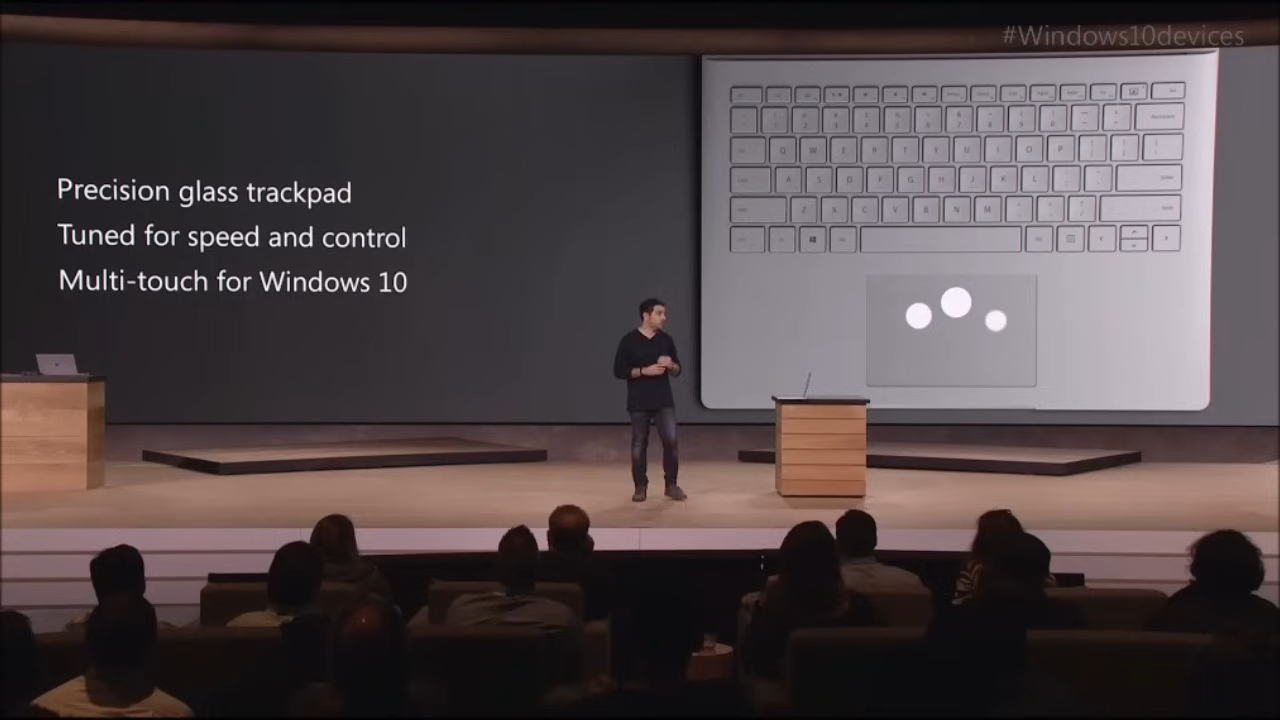 #Windows10devices
Precision glass trackpad
Tuned for speed and control
Multi-touch for Windows 10
Q W E R T Y U I O P
A S D F G H J K L
Z X C V B N M